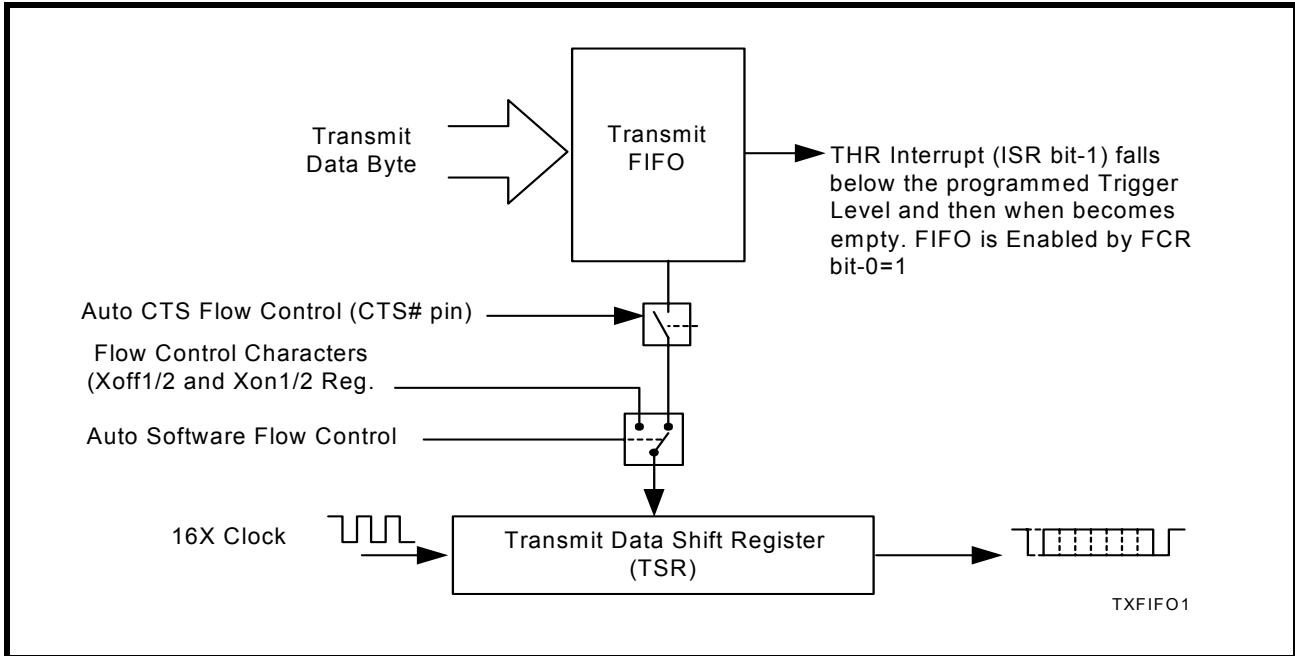 Transmit
Data Byte
Transmit
FIFO
THR Interrupt (ISR bit-1) falls
below the programmed Trigger
Level and then when becomes
empty. FIFO is Enabled by FCR
bit-0=1
Auto CTS Flow Control (CTS# pin)
Flow Control Characters
(Xoff1/2 and Xon1/2 Reg.
Auto Software Flow Control
16X Clock
Transmit Data Shift Register
(TSR)
TXFIFO1